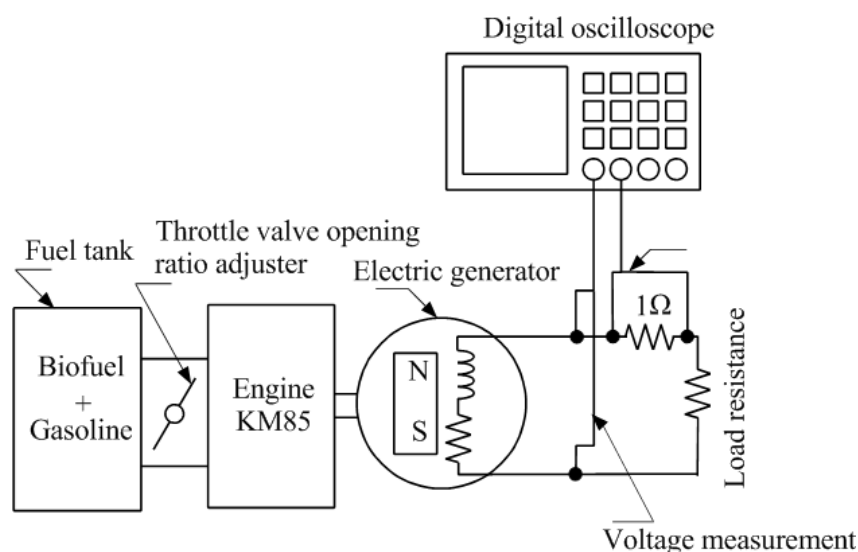 Digital oscilloscope
Throttle valve opening
ratio adjuster
Fuel tank
Electric generator
1Ω
Biofuel
+
Gasoline
Engine
KM85
N
S
Load resistance
Voltage measurement